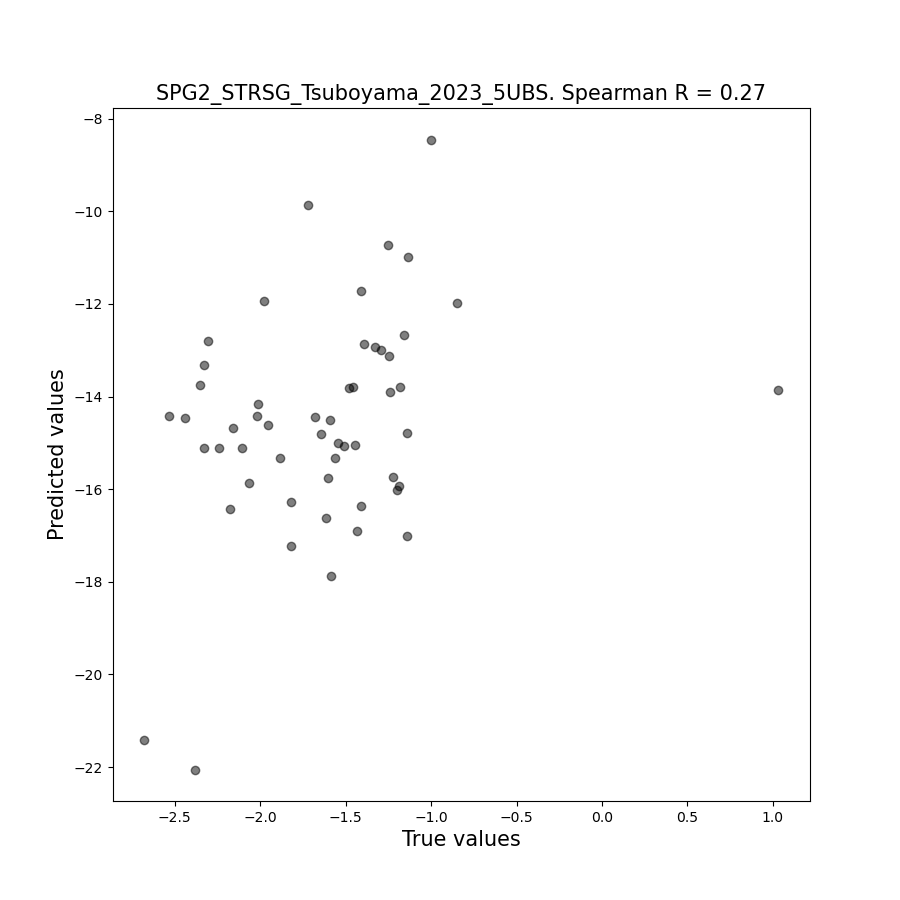 SPG2_STRSG_Tsuboyama_2023_5UBS. Spearman R = 0.27
−8
−10
−12
−14
−16
−18
−20
−22
Predicted values
−2.5 −2.0 −1.5 −1.0 −0.5 0.0 0.5 1.0
True values